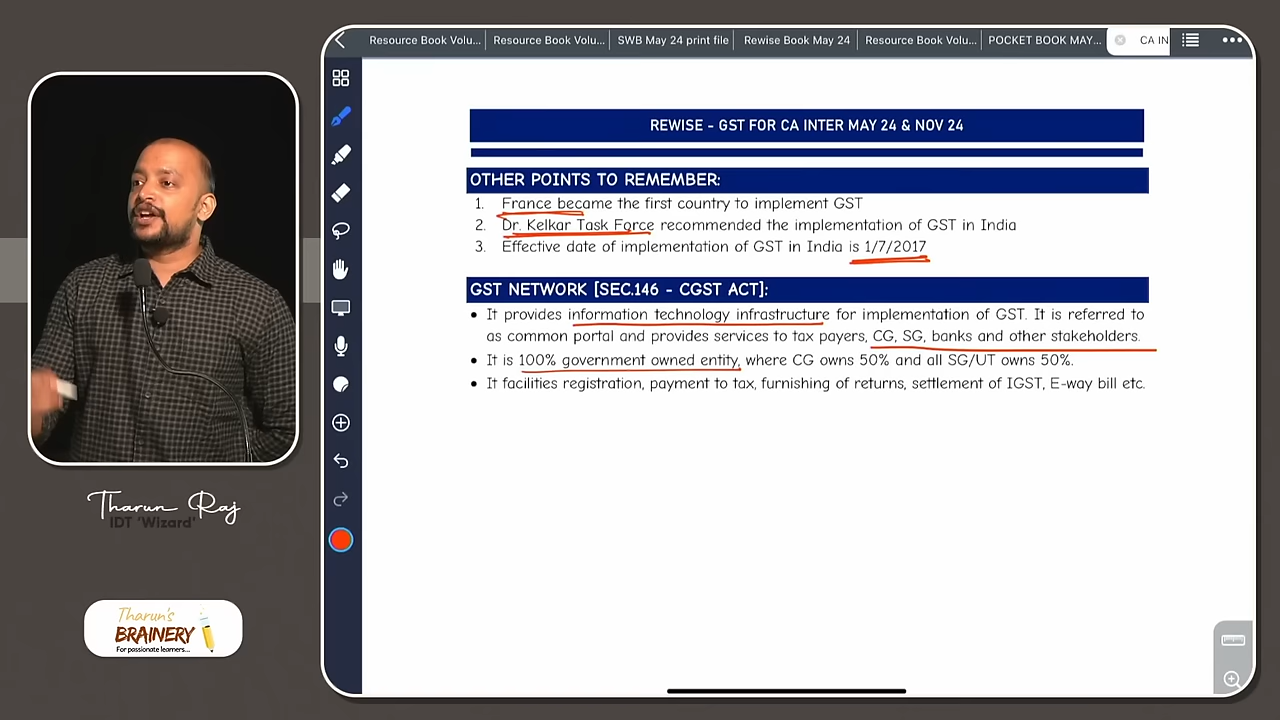 Resource Book Volu...
Resource Book Volu...
SWB May 24 print file
Rewise Book May 24
Resource Book Volu...
POCKET BOOK MAY...
CA IN
REWISE - GST FOR CA INTER MAY 24 & NOV 24
OTHER POINTS TO REMEMBER:
1. France became the first country to implement GST
2. Dr. Kelkar Task Force recommended the implementation of GST in India
3. Effective date of implementation of GST in India is 1/7/2017
GST NETWORK [SEC.146 - CGST ACT]:
• It provides information technology infrastructure for implementation of GST. It is referred to
as common portal and provides services to tax payers, CG, SG, banks and other stakeholders.
• It is 100% government owned entity, where CG owns 50% and all SG/UT owns 50%.
• It facilities registration, payment to tax, furnishing of returns, settlement of IGST, E-way bill etc.
Tharun Raj
IDT 'Wizard'
Tharun's
BRAINERY
For passionate learners...